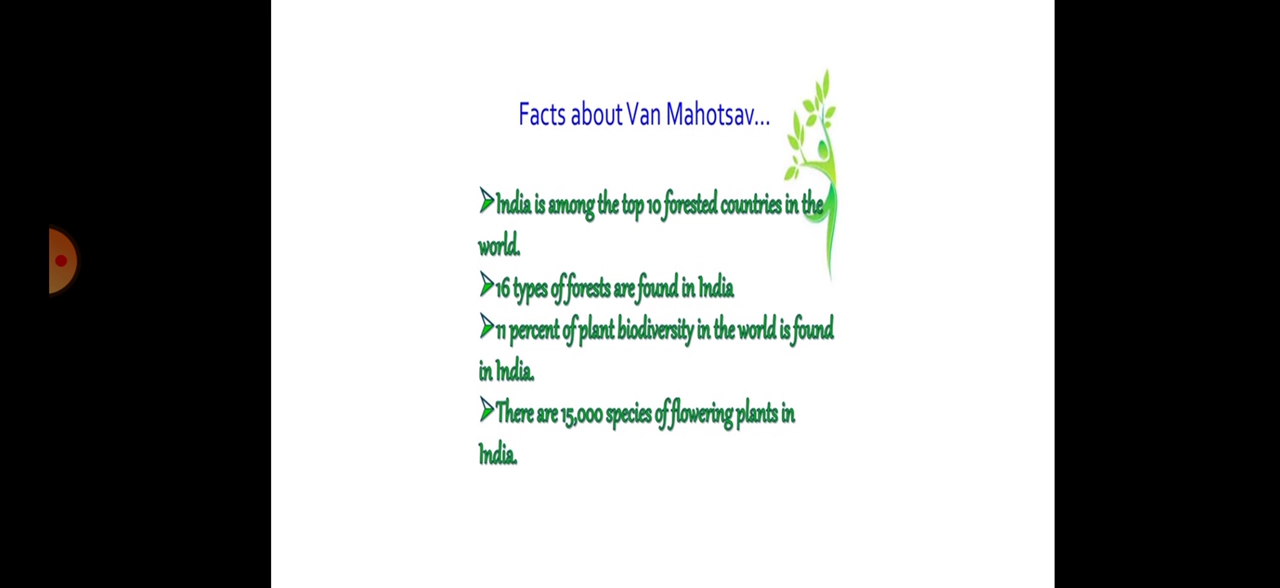 Facts about Van Mahotsav...
➢India is among the top 10 forested countries in the
world.
➢16 types of forests are found in India
➢11 percent of plant biodiversity in the world is found
in India.
➢There are 15,000 species of flowering plants in
India.